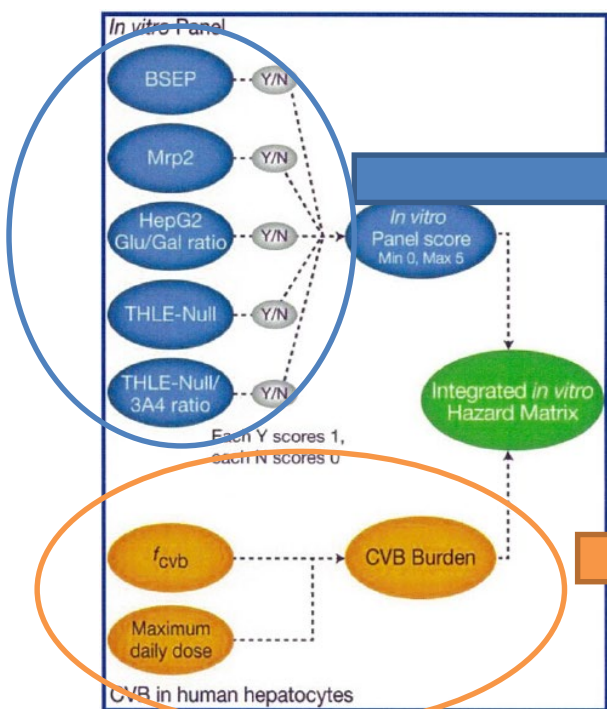 In vitro Panel
BSEP
Y/N
Mrp2
Y/N
HepG2
Glu/Gal ratio
Y/N
In vitro
Panel score
Min 0, Max 5
THLE-Null
Y/N
THLE-Null/
3A4 ratio
Y/N
Integrated in vitro
Hazard Matrix
Each Y scores 1,
each N scores 0
fcvb
CVB Burden
Maximum
daily dose
CVB in human hepatocytes